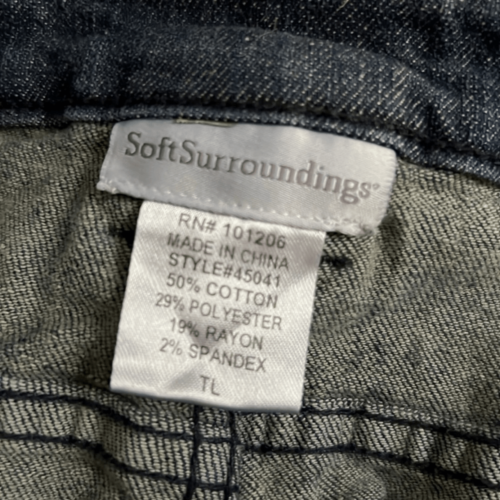 SoftSurroundings®
RN# 101206
MADE IN CHINA
STYLE#45041
50% COTTON
29% POLYESTER
19% RAYON
2% SPANDEX
TL